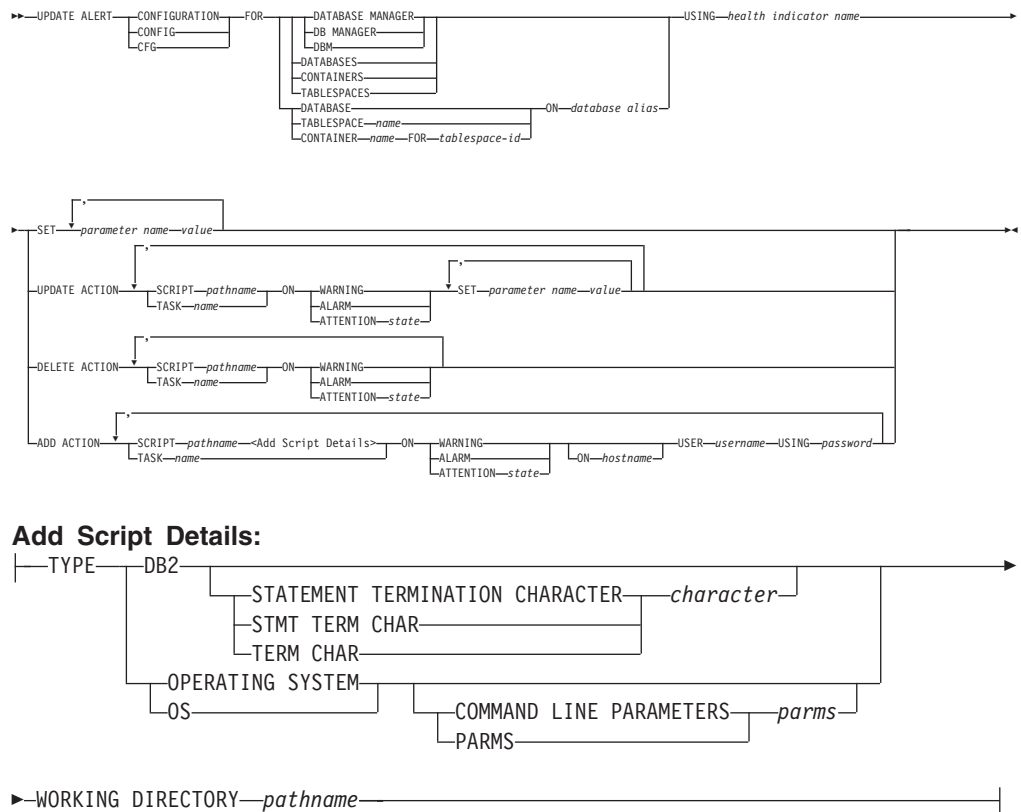 UPDATE ALERT CONFIGURATION FOR DATABASE MANAGER USING health indicator name
CONFIG DB MANAGER
CFG DBM
DATABASES
CONTAINERS
TABLESPACES
DATABASE ON database alias
TABLESPACE name
CONTAINER name FOR tablespace-id
,
SET parameter name value
, ,
UPDATE ACTION SCRIPT pathname ON WARNING SET parameter name value
TASK name ALARM
ATTENTION state
,
DELETE ACTION SCRIPT pathname ON WARNING
TASK name ALARM
ATTENTION state
,
ADD ACTION SCRIPT pathname <Add Script Details> ON WARNING USER username USING password
TASK name ALARM ON hostname
ATTENTION state
Add Script Details:
TYPE DB2
STATEMENT TERMINATION CHARACTER character
STMT TERM CHAR
TERM CHAR
OPERATING SYSTEM
OS COMMAND LINE PARAMETERS parms
PARMS
WORKING DIRECTORY pathname